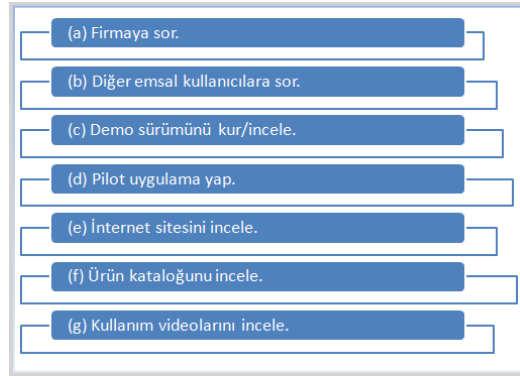 (a) Firmaya sor.
(b) Diğer emsal kullanıcılara sor.
(c) Demo sürümünü kur/incele.
(d) Pilot uygulama yap.
(e) İnternet sitesini incele.
(f) Ürün kataloğunu incele.
(g) Kullanım videolarını incele.